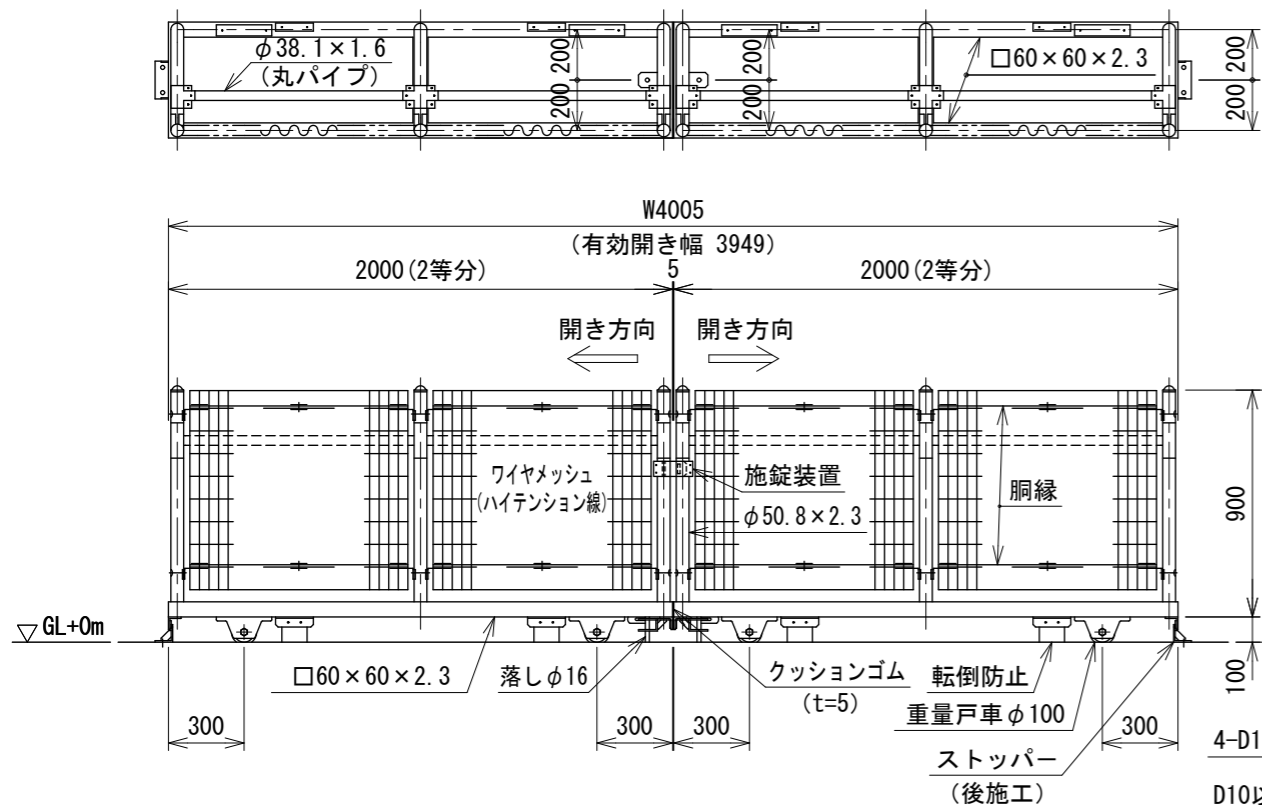 φ38.1×1.6
(丸パイプ)
200
200
200
200
□60×60×2.3
200
200
W4005
(有効開き幅 3949)
2000(2等分)
5
2000(2等分)
開き方向
開き方向
ワイヤメッシュ
(ハイテンション線)
施錠装置
φ50.8×2.3
胴縁
900
▽GL+0m
□60×60×2.3
落しφ16
クッションゴム
(t=5)
転倒防止
重量戸車φ100
100
300
300
300
300
ストッパー
(後施工)
4-D1
D10以